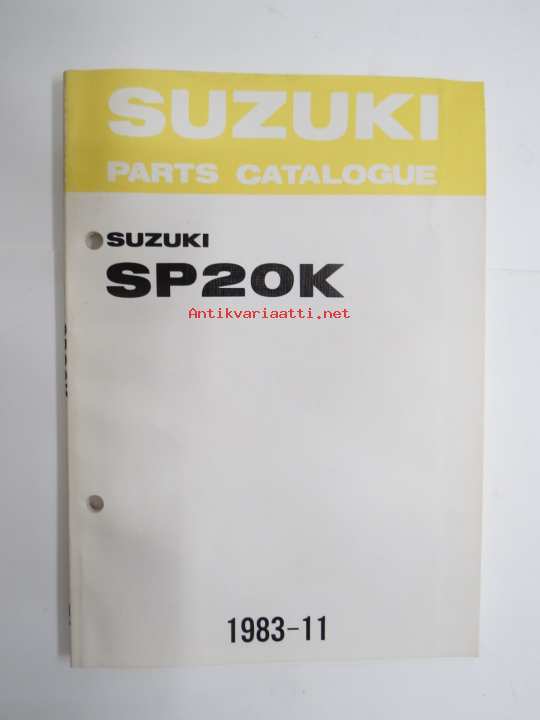 SUZUKI
PARTS CATALOGUE
SUZUKI
SP20K
Antikvariaatti.net
1983-11